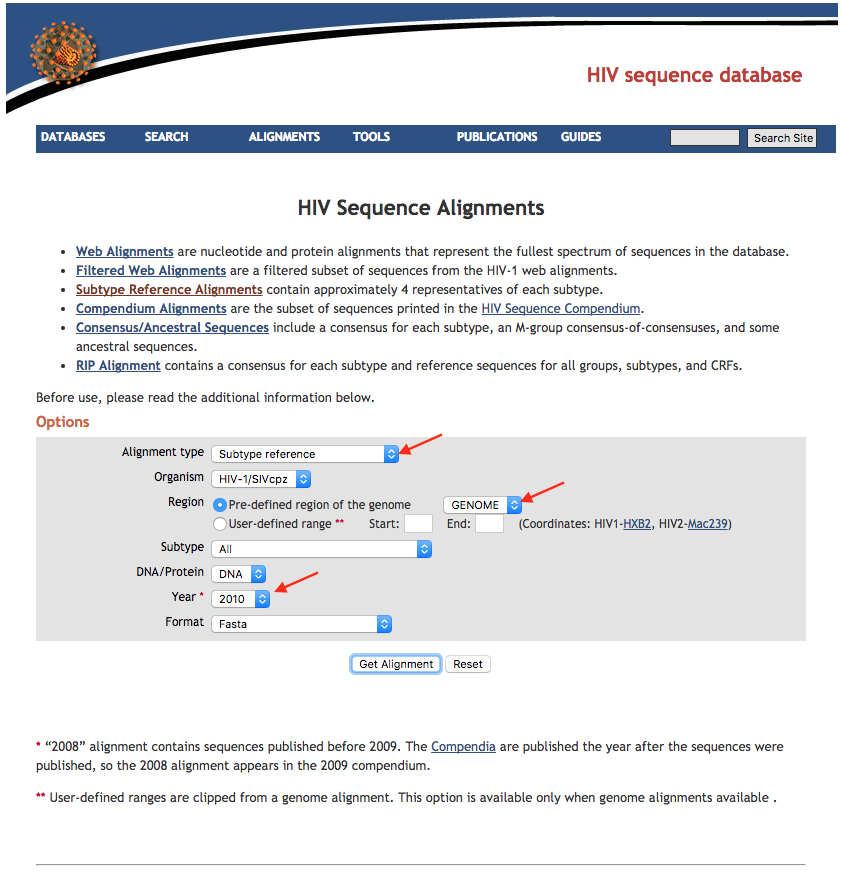 HIV sequence database
DATABASES SEARCH ALIGNMENTS TOOLS PUBLICATIONS GUIDES Search Site
HIV Sequence Alignments
• Web Alignments are nucleotide and protein alignments that represent the fullest spectrum of sequences in the database.
• Filtered Web Alignments are a filtered subset of sequences from the HIV-1 web alignments.
• Subtype Reference Alignments contain approximately 4 representatives of each subtype.
• Compendium Alignments are the subset of sequences printed in the HIV Sequence Compendium.
• Consensus/Ancestral Sequences include a consensus for each subtype, an M-group consensus-of-consensuses, and some
ancestral sequences.
• RIP Alignment contains a consensus for each subtype and reference sequences for all groups, subtypes, and CRFs.
Before use, please read the additional information below.
Options
Alignment type Subtype reference
Organism HIV-1/SIVcpz
Region Pre-defined region of the genome GENOME
User-defined range ** Start: End: (Coordinates: HIV1-HXB2, HIV2-Mac239)
Subtype All
DNA/Protein DNA
Year * 2010
Format Fasta
Get Alignment Reset
* “2008” alignment contains sequences published before 2009. The Compendia are published the year after the sequences were
published, so the 2008 alignment appears in the 2009 compendium.
** User-defined ranges are clipped from a genome alignment. This option is available only when genome alignments available .